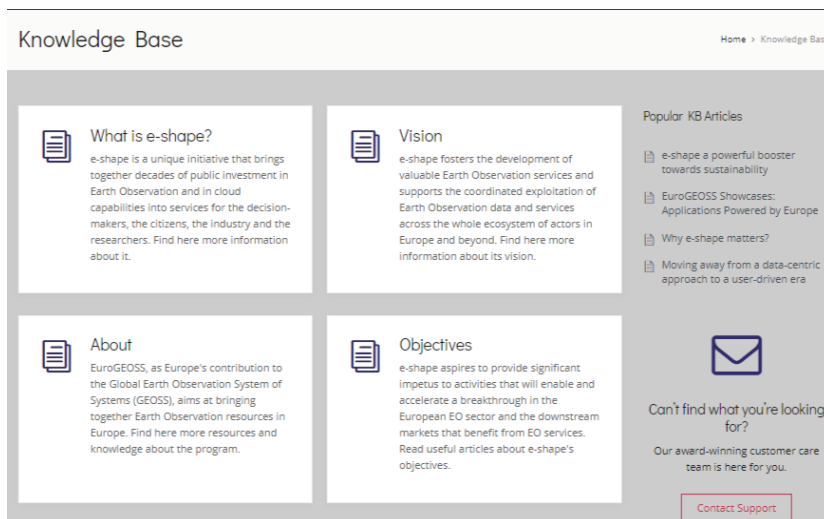 Knowledge Base
Home > Knowledge Bas
What is e-shape?
e-shape is a unique initiative that brings
together decades of public investment in
Earth Observation and in cloud
capabilities into services for the decision-
makers, the citizens, the industry and the
researchers. Find here more information
about it.
Vision
e-shape fosters the development of
valuable Earth Observation services and
supports the coordinated exploitation of
Earth Observation data and services
across the whole ecosystem of actors in
Europe and beyond. Find here more
information about its vision.
About
EuroGEOSS, as Europe's contribution to
the Global Earth Observation System of
Systems (GEOSS), aims at bringing
together Earth Observation resources in
Europe. Find here more resources and
knowledge about the program.
Objectives
e-shape aspires to provide significant
impetus to activities that will enable and
accelerate a breakthrough in the
European EO sector and the downstream
markets that benefit from EO services.
Read useful articles about e-shape's
objectives.
Popular KB Articles
e-shape a powerful booster
towards sustainability
EuroGEOSS Showcases:
Applications Powered by Europe
Why e-shape matters?
Moving away from a data-centric
approach to a user-driven era
Can't find what you're looking
for?
Our award-winning customer care
team is here for you.
Contact Support